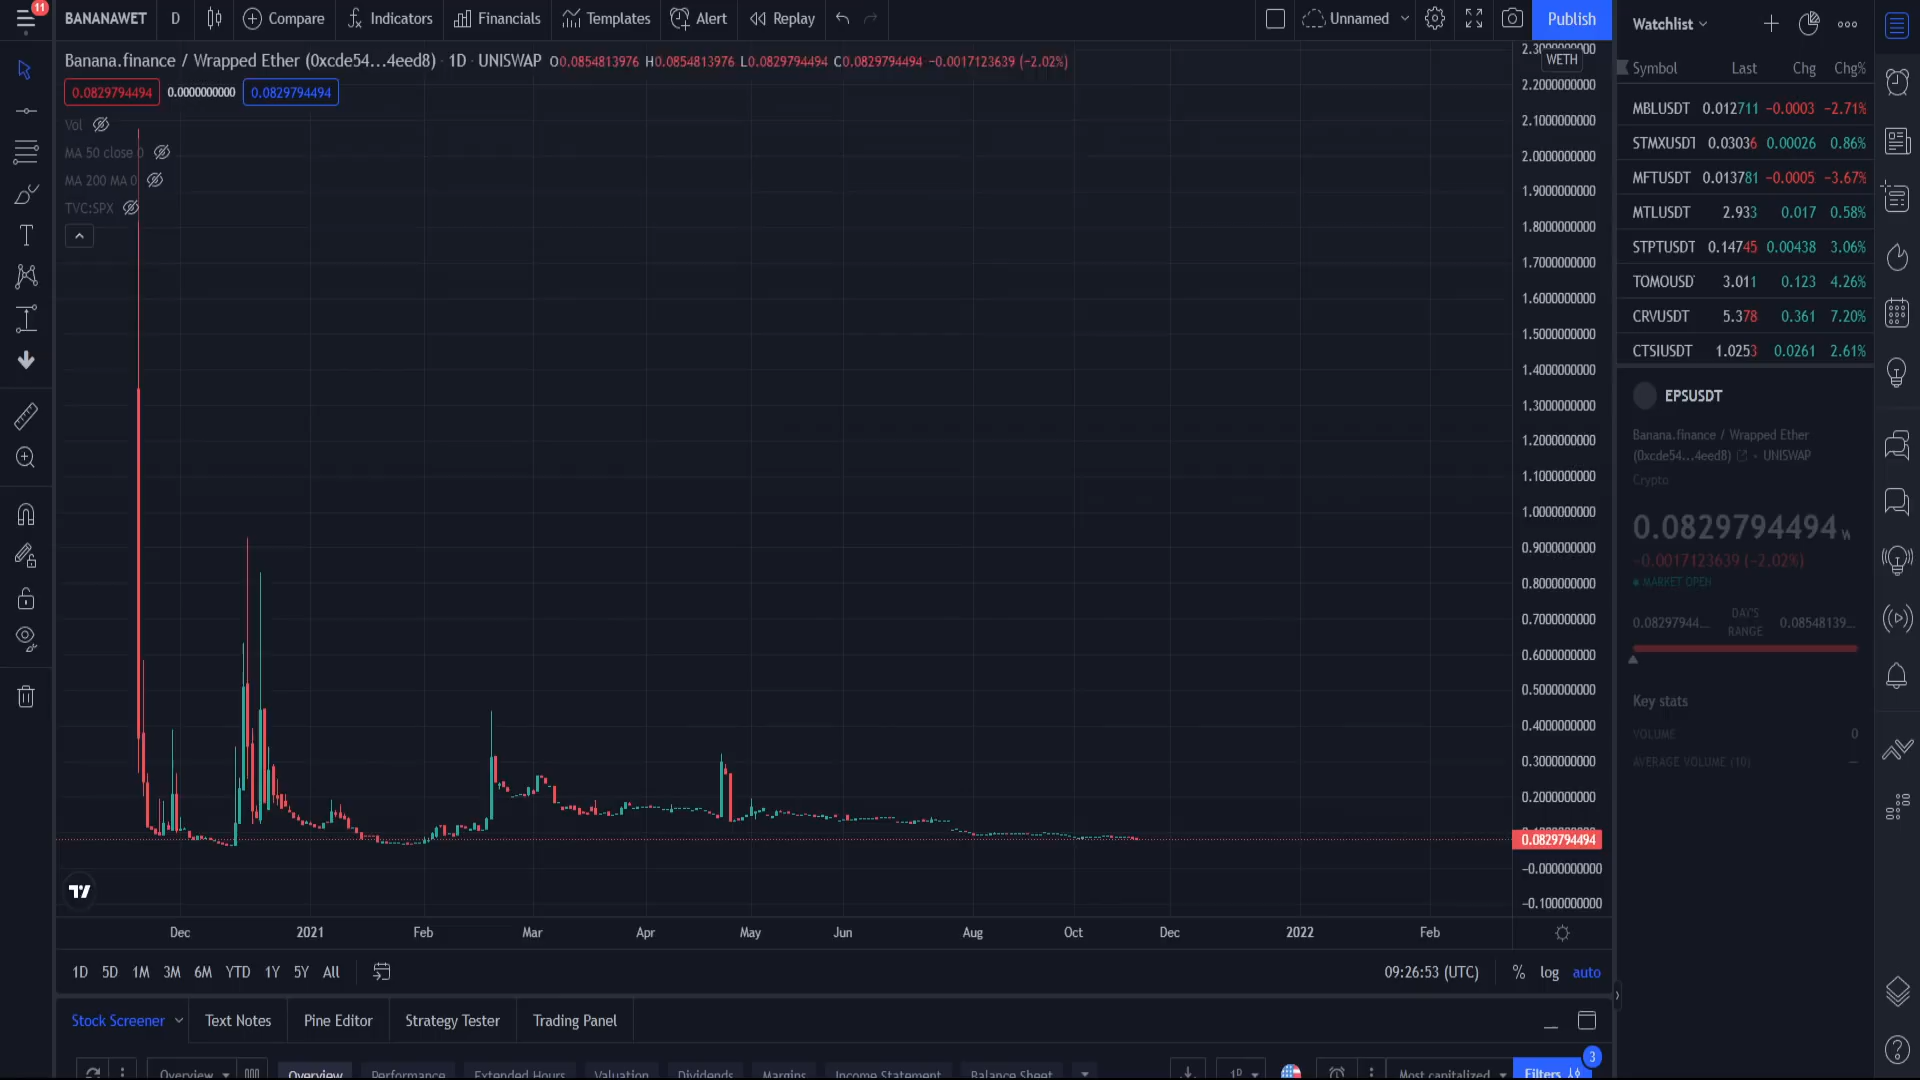 11
BANANAWET D Compare Indicators Financials Templates Alert Replay Unnamed Publish
Banana.finance / Wrapped Ether (0xcde54...4eed8) · 1D · UNISWAP O0.0854813976 H0.0854813976 L0.0829794494 C0.0829794494 −0.0017123639 (−2.02%)
0.0829794494 0.0000000000 0.0829794494
Vol
MA 50 close 0
MA 200 MA 0
TVC:SPX
WETH
2.2000000000
2.1000000000
2.0000000000
1.9000000000
1.8000000000
1.7000000000
1.6000000000
1.5000000000
1.4000000000
1.3000000000
1.2000000000
1.1000000000
1.0000000000
0.9000000000
0.8000000000
0.7000000000
0.6000000000
0.5000000000
0.4000000000
0.3000000000
0.2000000000
0.0829794494
−0.0000000000
−0.1000000000
Dec 2021 Feb Mar Apr May Jun Aug Oct Dec 2022 Feb
1D 5D 1M 3M 6M YTD 1Y 5Y All
09:26:53 (UTC) % log auto
Stock Screener Text Notes Pine Editor Strategy Tester Trading Panel
Overview Overview Performance Extended Hours Valuation Dividends Margins Income Statement Balance Sheet 1D Most capitalized Filters 3
Watchlist
Symbol Last Chg Chg%
MBLUSDT 0.012711 −0.0003 −2.71%
STMXUSDT 0.03036 0.00026 0.86%
MFTUSDT 0.013781 −0.0005 −3.67%
MTLUSDT 2.933 0.017 0.58%
STPTUSDT 0.14745 0.00438 3.06%
TOMOUSD 3.011 0.123 4.26%
CRVUSDT 5.378 0.361 7.20%
CTSIUSDT 1.0253 0.0261 2.61%
EPSUSDT
Banana.finance / Wrapped Ether
(0xcde54...4eed8) • UNISWAP
Crypto
0.0829794494 W
−0.0017123639 (−2.02%)
MARKET OPEN
0.08297944... DAY'S RANGE 0.08548139...
Key stats
VOLUME 0
AVERAGE VOLUME (10) —